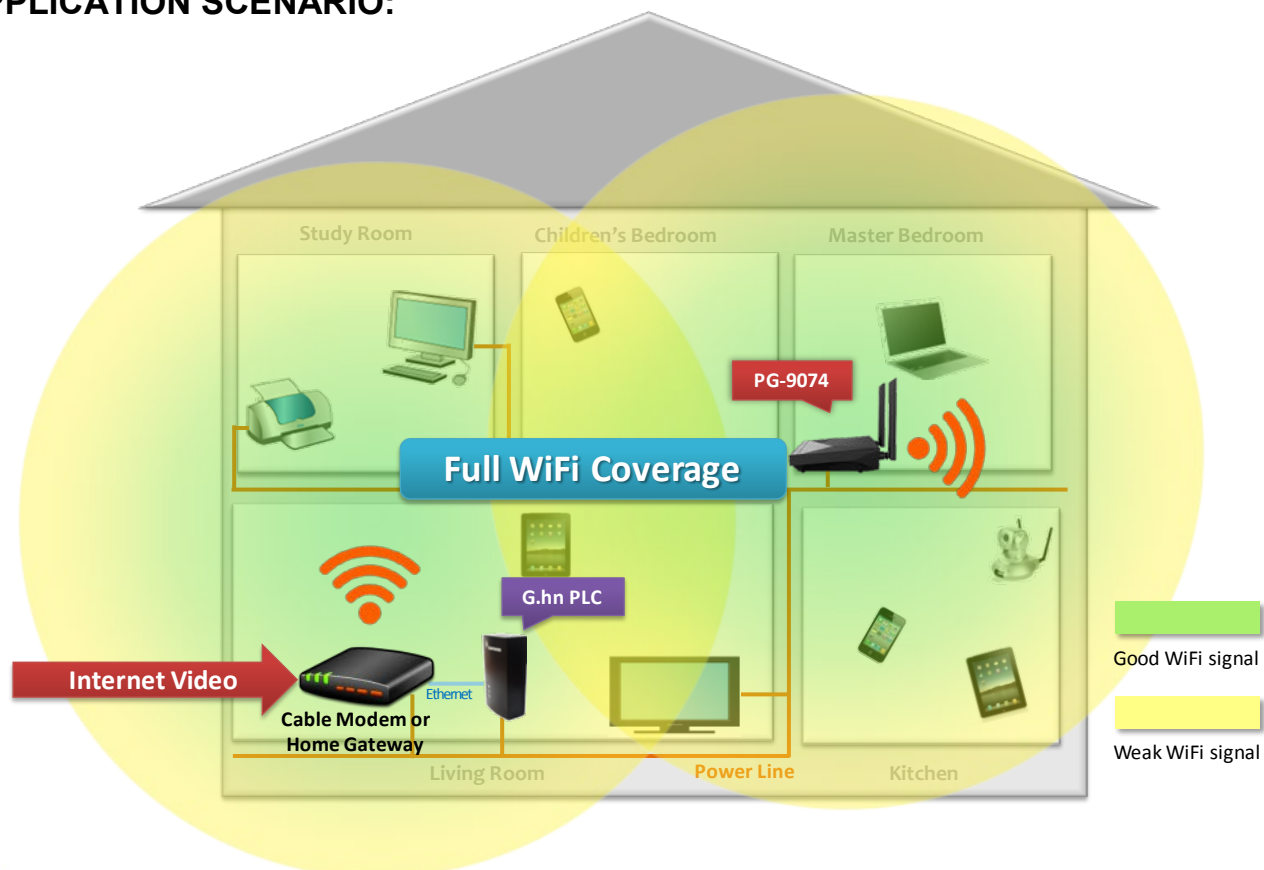 PPLICATION SCENARIO:
Study Room
Children's Bedroom
Master Bedroom
PG-9074
Full WiFi Coverage
G.hn PLC
Internet Video
Ethernet
Cable Modem or
Home Gateway
Living Room
Power Line
Kitchen
Good WiFi signal
Weak WiFi signal